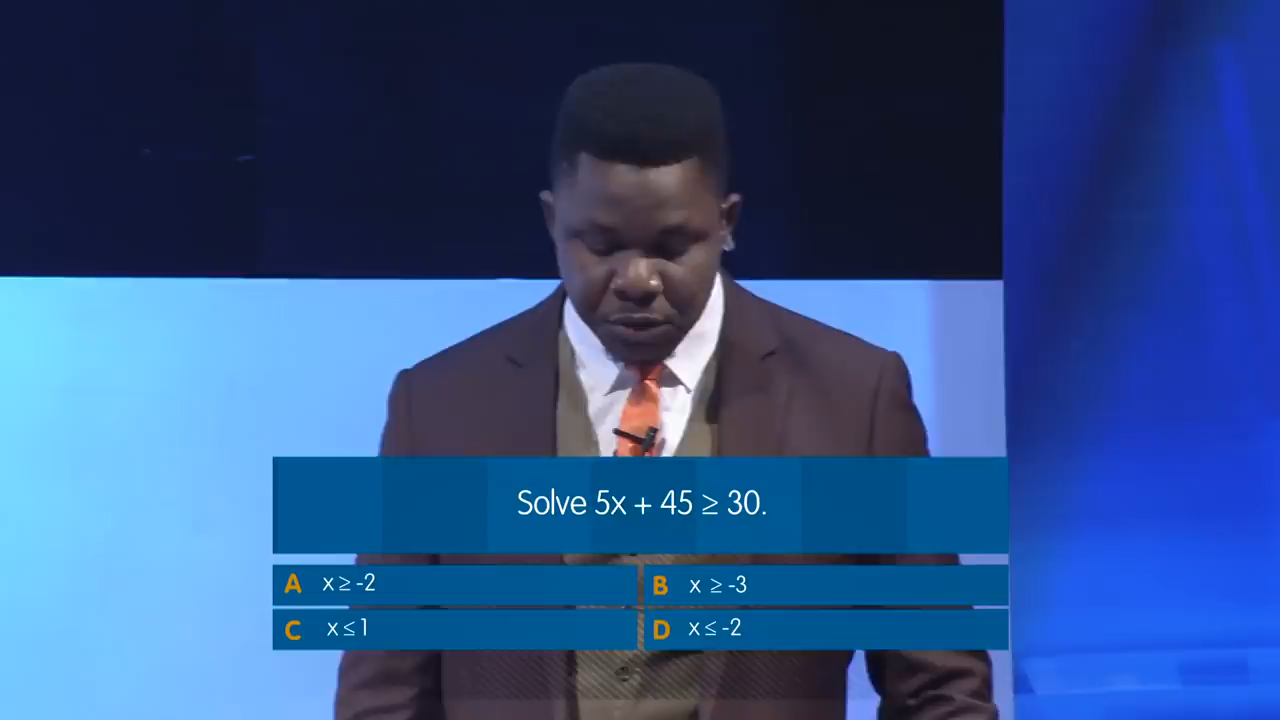 Solve 5x + 45 ≥ 30.
A x ≥ -2
B x ≥ -3
C x ≤ 1
D x ≤ -2